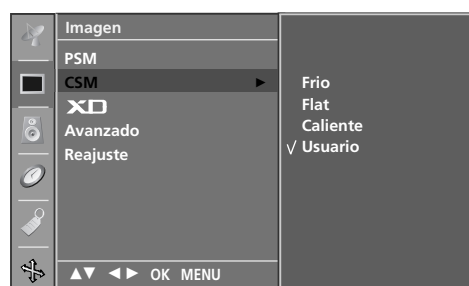 Imagen
PSM
CSM ▶
XD
Avanzado
Reajuste
Frio
Flat
Caliente
√ Usuario
▲▼ ◀▶ OK MENU